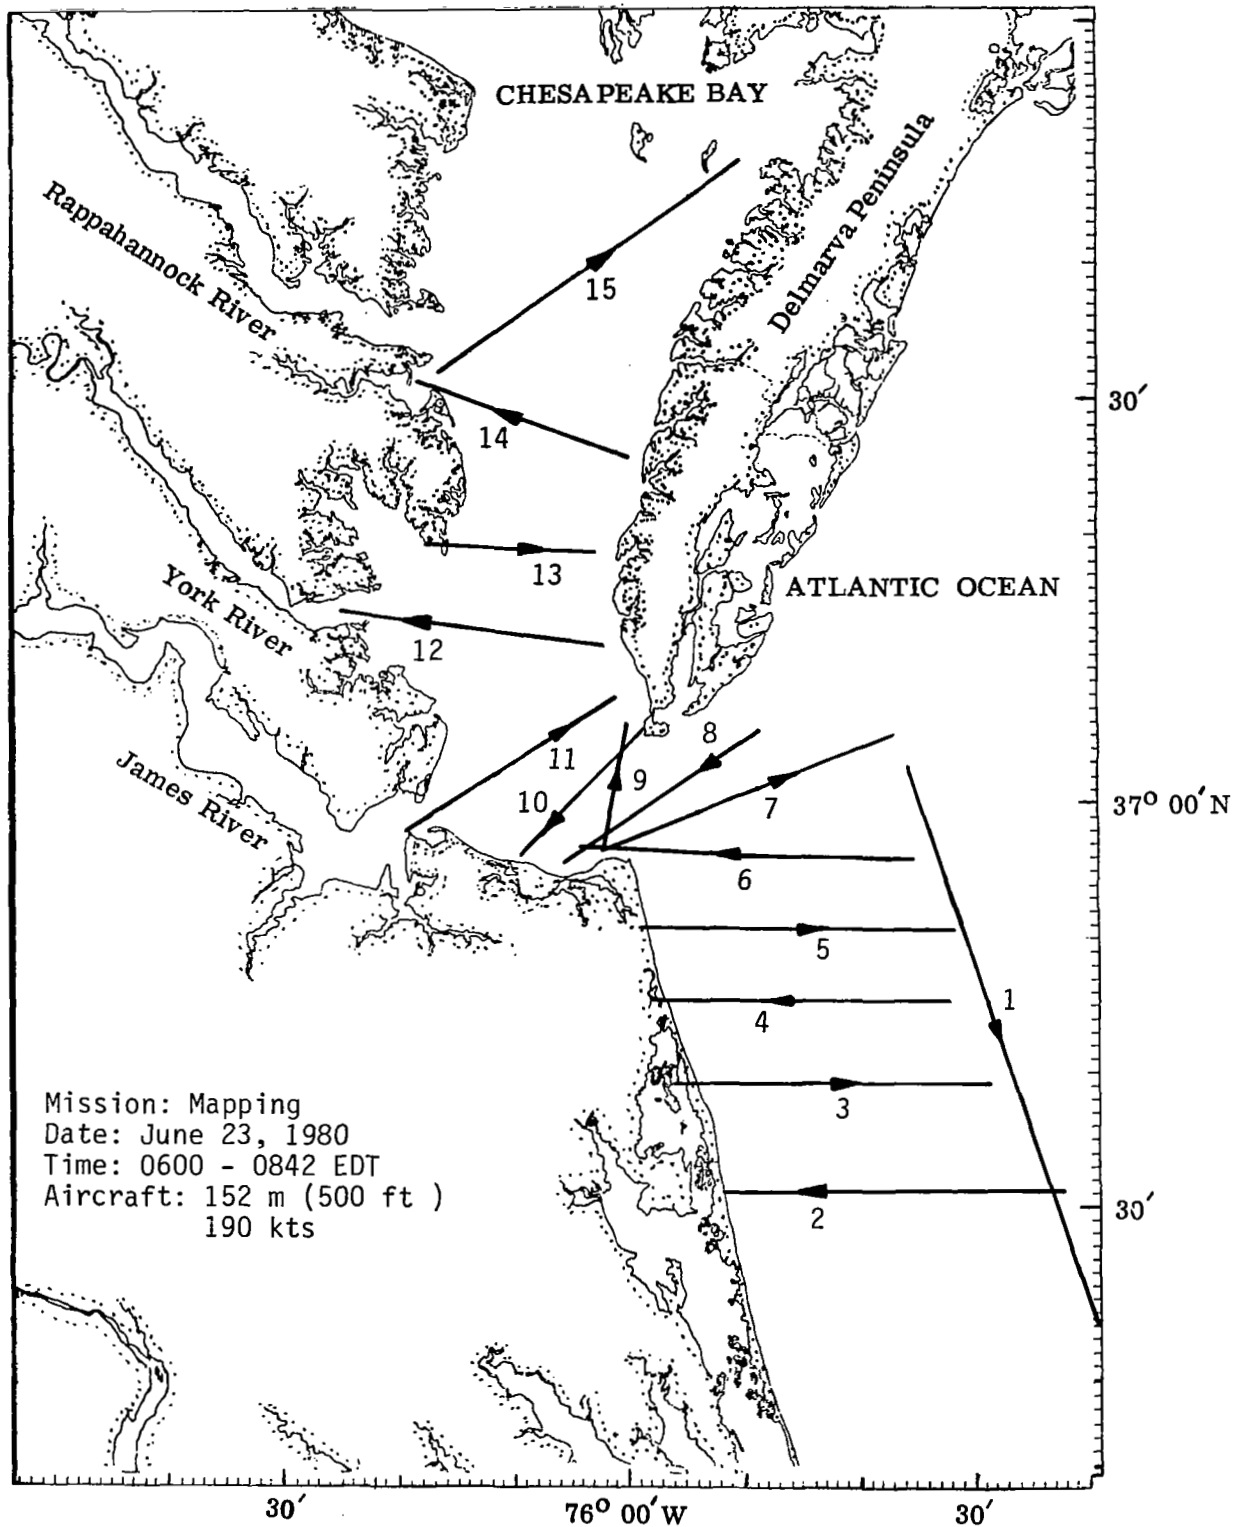 CHESAPEAKE BAY
Rappahannock River
Delmarva Peninsula
15
30′
14
13
York River
ATLANTIC OCEAN
12
8
James River
11
9
10
7
37° 00′ N
6
5
1
4
3
Mission: Mapping
Date: June 23, 1980
Time: 0600 - 0842 EDT
Aircraft: 152 m (500 ft )
190 kts
2
30′
30′
76° 00′ W
30′